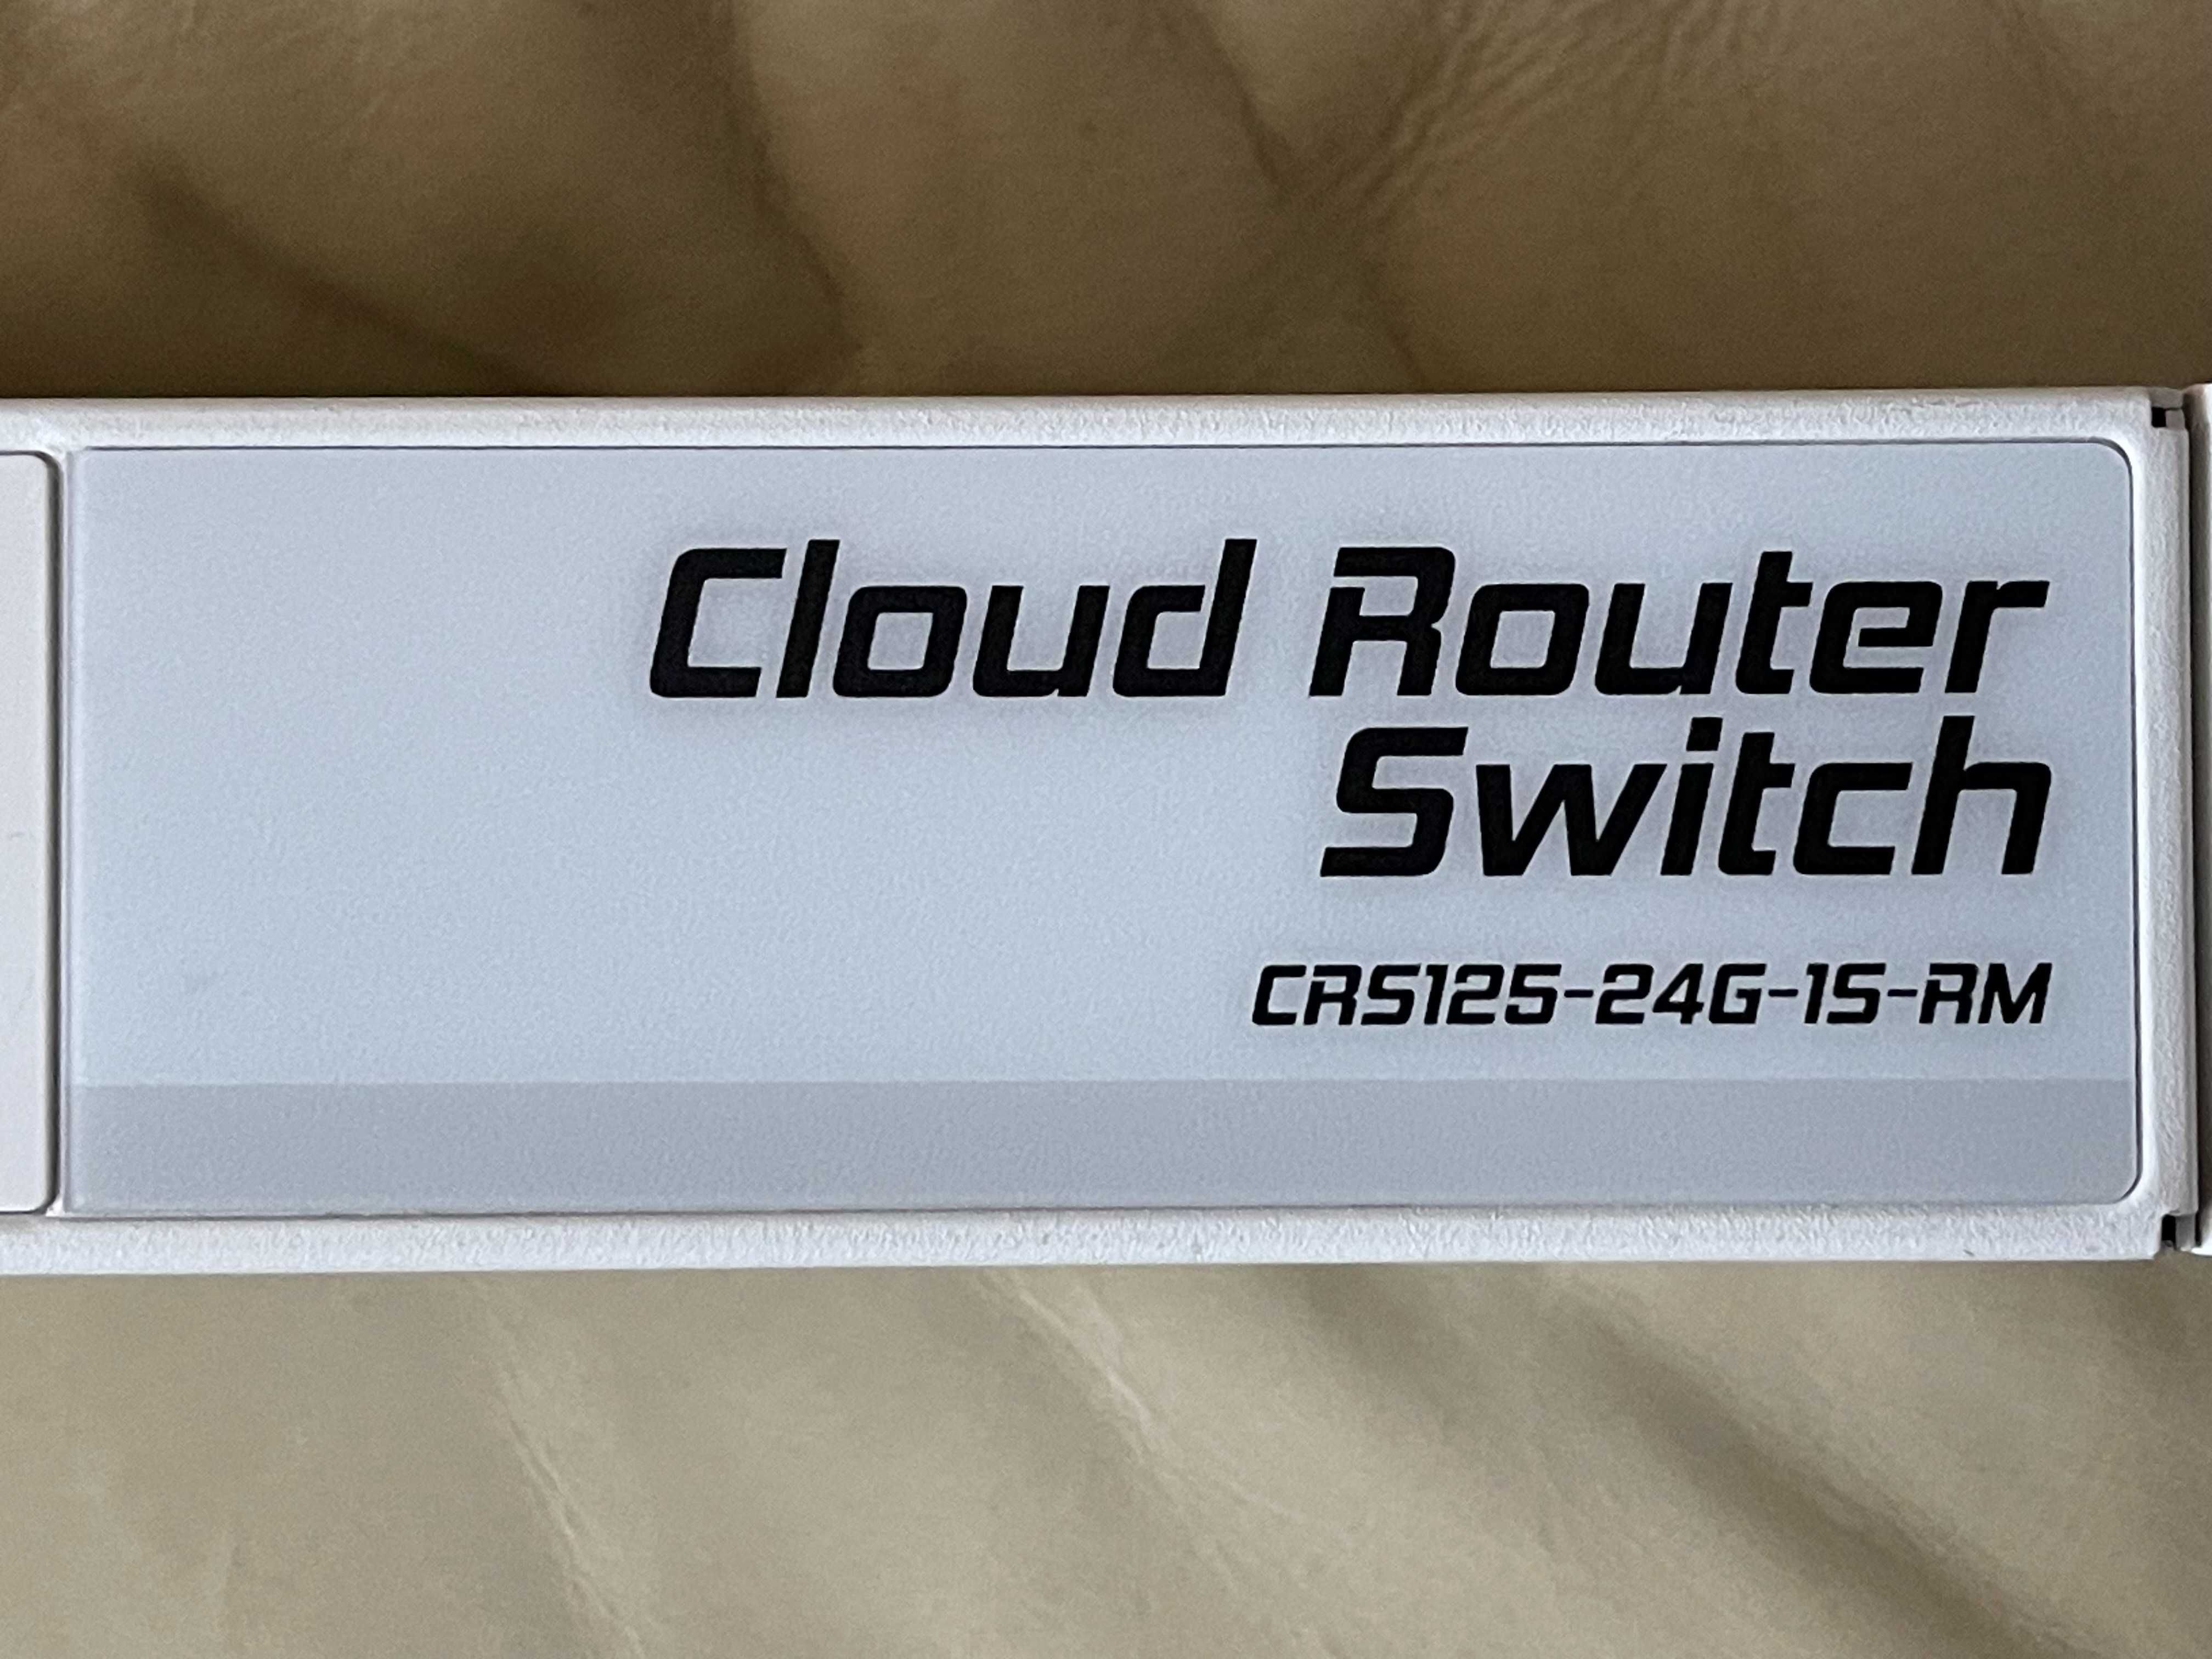 Cloud Router
Switch
CRS125-24G-1S-RM